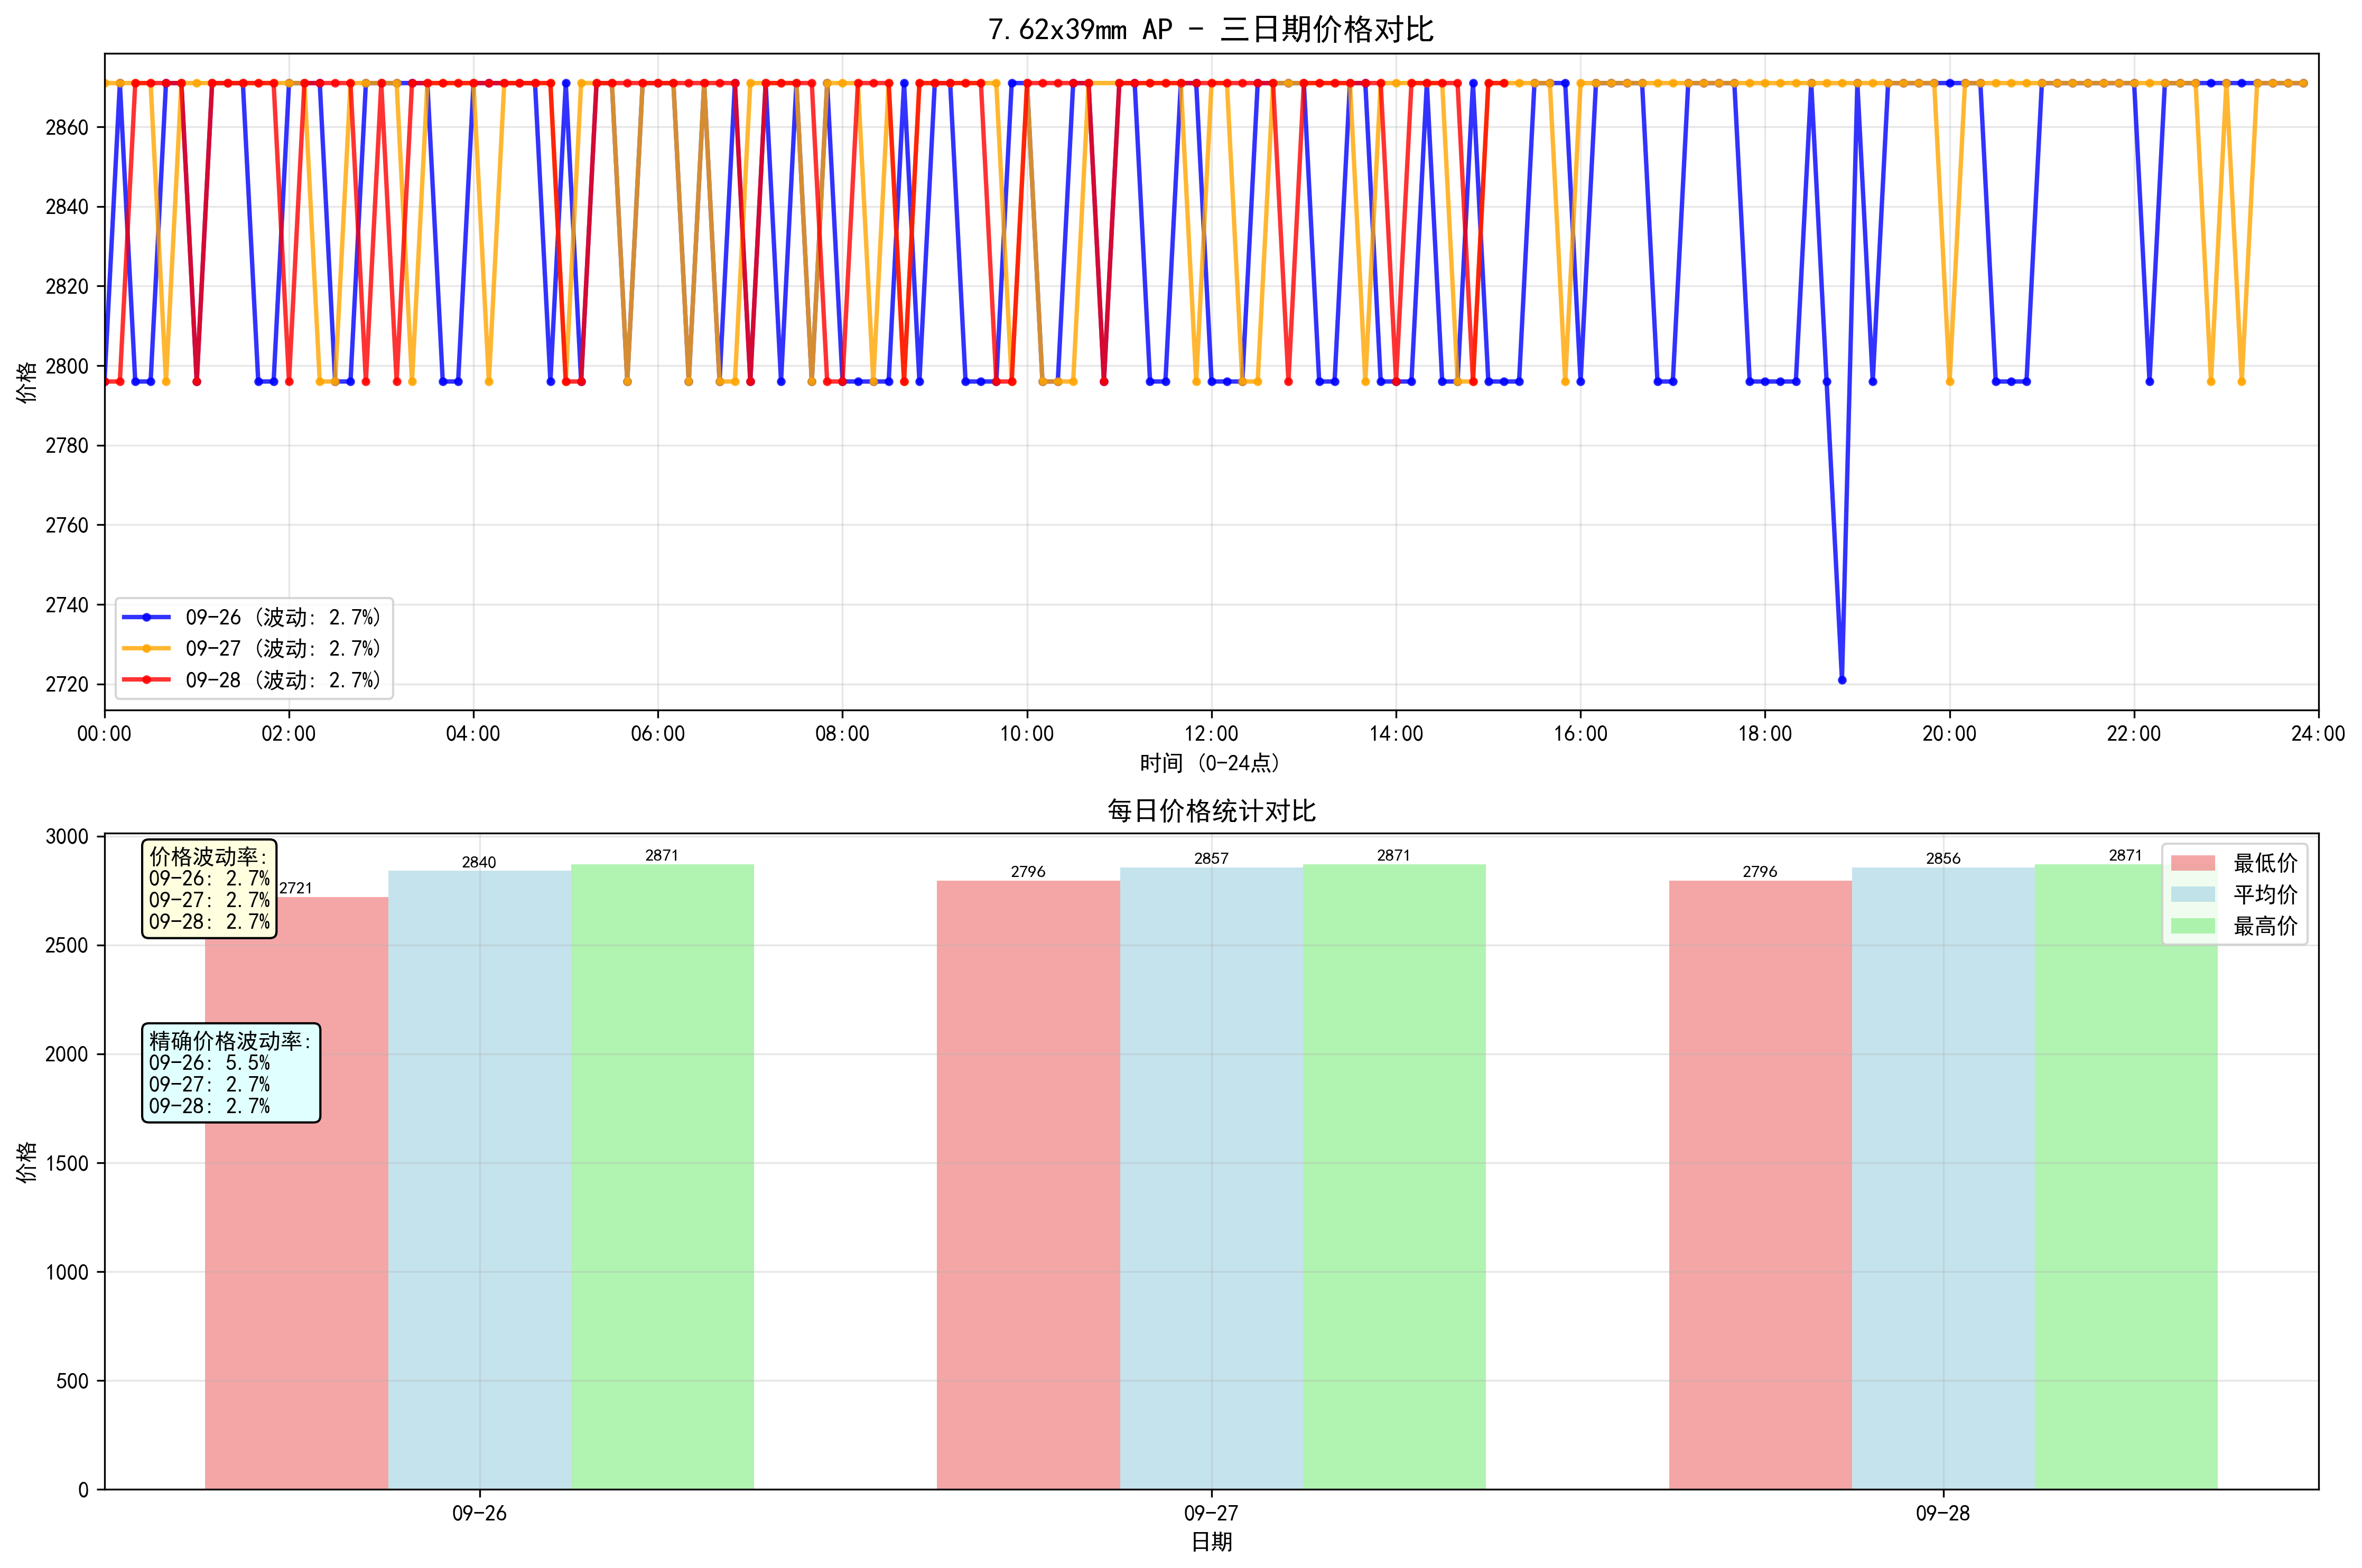 7.62x39mm AP - 三日期价格对比
价格
2860
2840
2820
2800
2780
2760
2740
2720
09-26 (波动: 2.7%)
09-27 (波动: 2.7%)
09-28 (波动: 2.7%)
00:00 02:00 04:00 06:00 08:00 10:00 12:00 14:00 16:00 18:00 20:00 22:00 24:00
时间 (0-24点)
每日价格统计对比
价格
3000
2500
2000
1500
1000
500
0
价格波动率:
09-26: 2.7%
09-27: 2.7%
09-28: 2.7%
精确价格波动率:
09-26: 5.5%
09-27: 2.7%
09-28: 2.7%
2721 2840 2871 2796 2857 2871 2796 2856 2871
最低价
平均价
最高价
09-26 09-27 09-28
日期